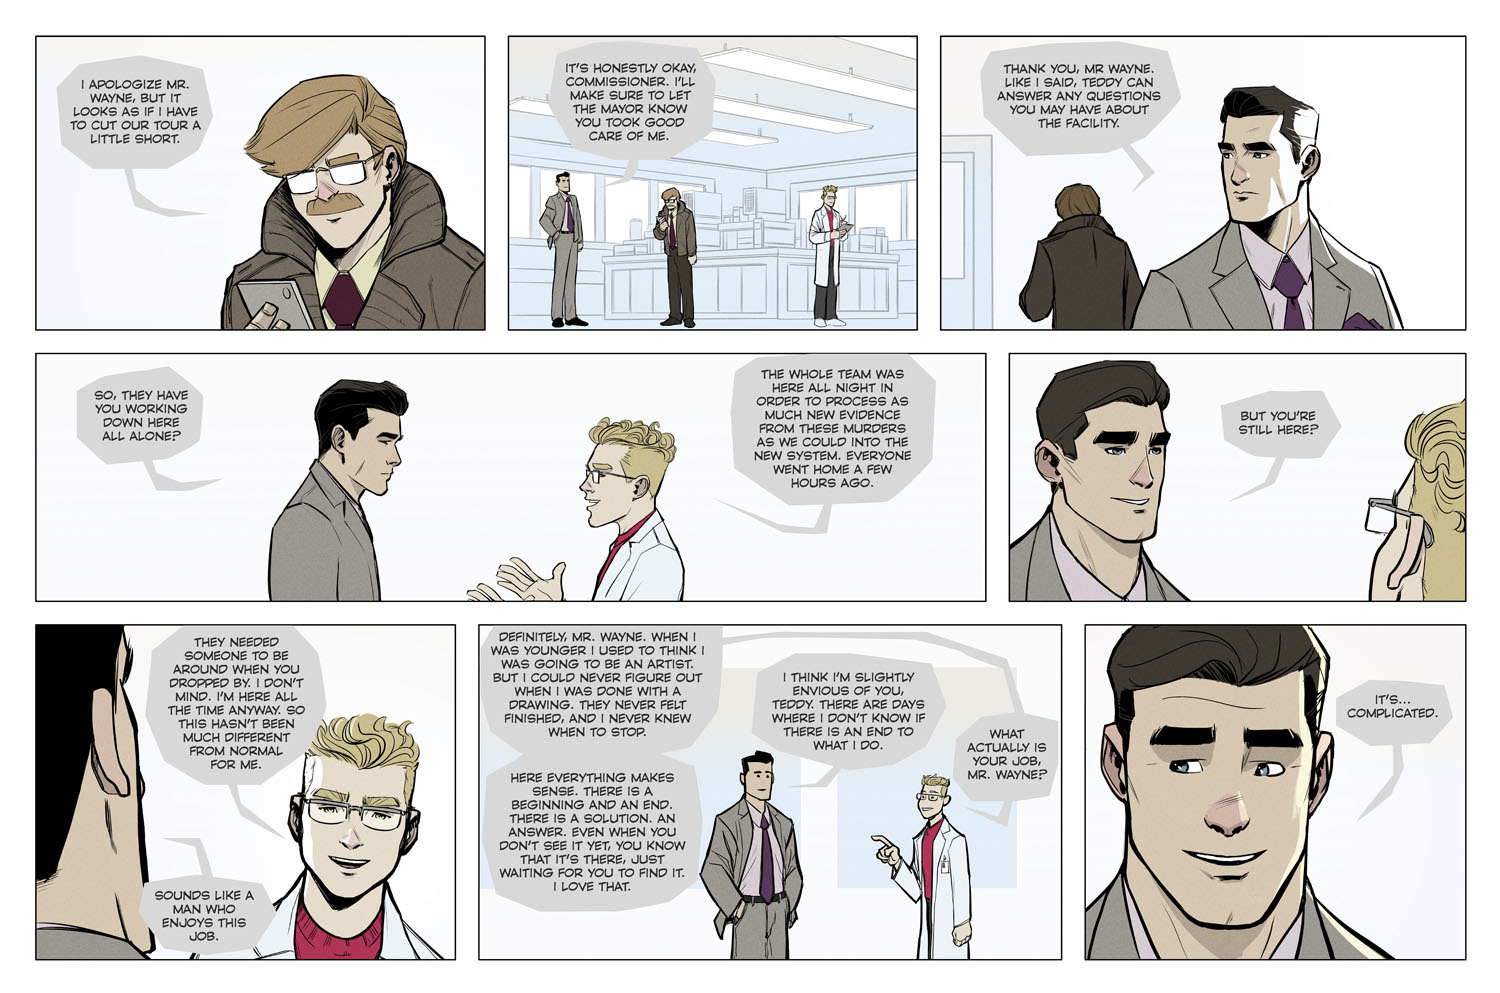 I APOLOGIZE MR.
WAYNE, BUT IT
LOOKS AS IF I HAVE
TO CUT OUR TOUR A
LITTLE SHORT.
IT'S HONESTLY OKAY,
COMMISSIONER. I'LL
MAKE SURE TO LET
THE MAYOR KNOW
YOU TOOK GOOD
CARE OF ME.
THANK YOU, MR WAYNE.
LIKE I SAID, TEDDY CAN
ANSWER ANY QUESTIONS
YOU MAY HAVE ABOUT
THE FACILITY.
SO, THEY HAVE
YOU WORKING
DOWN HERE
ALL ALONE?
THE WHOLE TEAM WAS
HERE ALL NIGHT IN
ORDER TO PROCESS AS
MUCH NEW EVIDENCE
FROM THESE MURDERS
AS WE COULD INTO THE
NEW SYSTEM. EVERYONE
WENT HOME A FEW
HOURS AGO.
BUT YOU'RE
STILL HERE?
THEY NEEDED
SOMEONE TO BE
AROUND WHEN YOU
DROPPED BY. I DON'T
MIND. I'M HERE ALL
THE TIME ANYWAY. SO
THIS HASN'T BEEN
MUCH DIFFERENT
FROM NORMAL
FOR ME.
SOUNDS LIKE A
MAN WHO
ENJOYS THIS
JOB.
DEFINITELY, MR. WAYNE. WHEN I
WAS YOUNGER I USED TO THINK I
WAS GOING TO BE AN ARTIST.
BUT I COULD NEVER FIGURE OUT
WHEN I WAS DONE WITH A
DRAWING. THEY NEVER FELT
FINISHED, AND I NEVER KNEW
WHEN TO STOP.
HERE EVERYTHING MAKES
SENSE. THERE IS A
BEGINNING AND AN END.
THERE IS A SOLUTION. AN
ANSWER. EVEN WHEN YOU
DON'T SEE IT YET, YOU KNOW
THAT IT'S THERE, JUST
WAITING FOR YOU TO FIND IT.
I LOVE THAT.
I THINK I'M SLIGHTLY
ENVIOUS OF YOU,
TEDDY. THERE ARE DAYS
WHERE I DON'T KNOW IF
THERE IS AN END TO
WHAT I DO.
WHAT
ACTUALLY IS
YOUR JOB,
MR. WAYNE?
IT'S...
COMPLICATED.